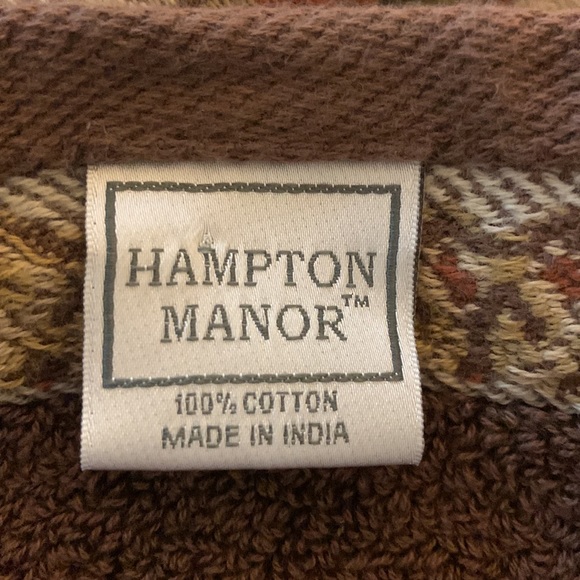 HAMPTON
MANOR™
100% COTTON
MADE IN INDIA